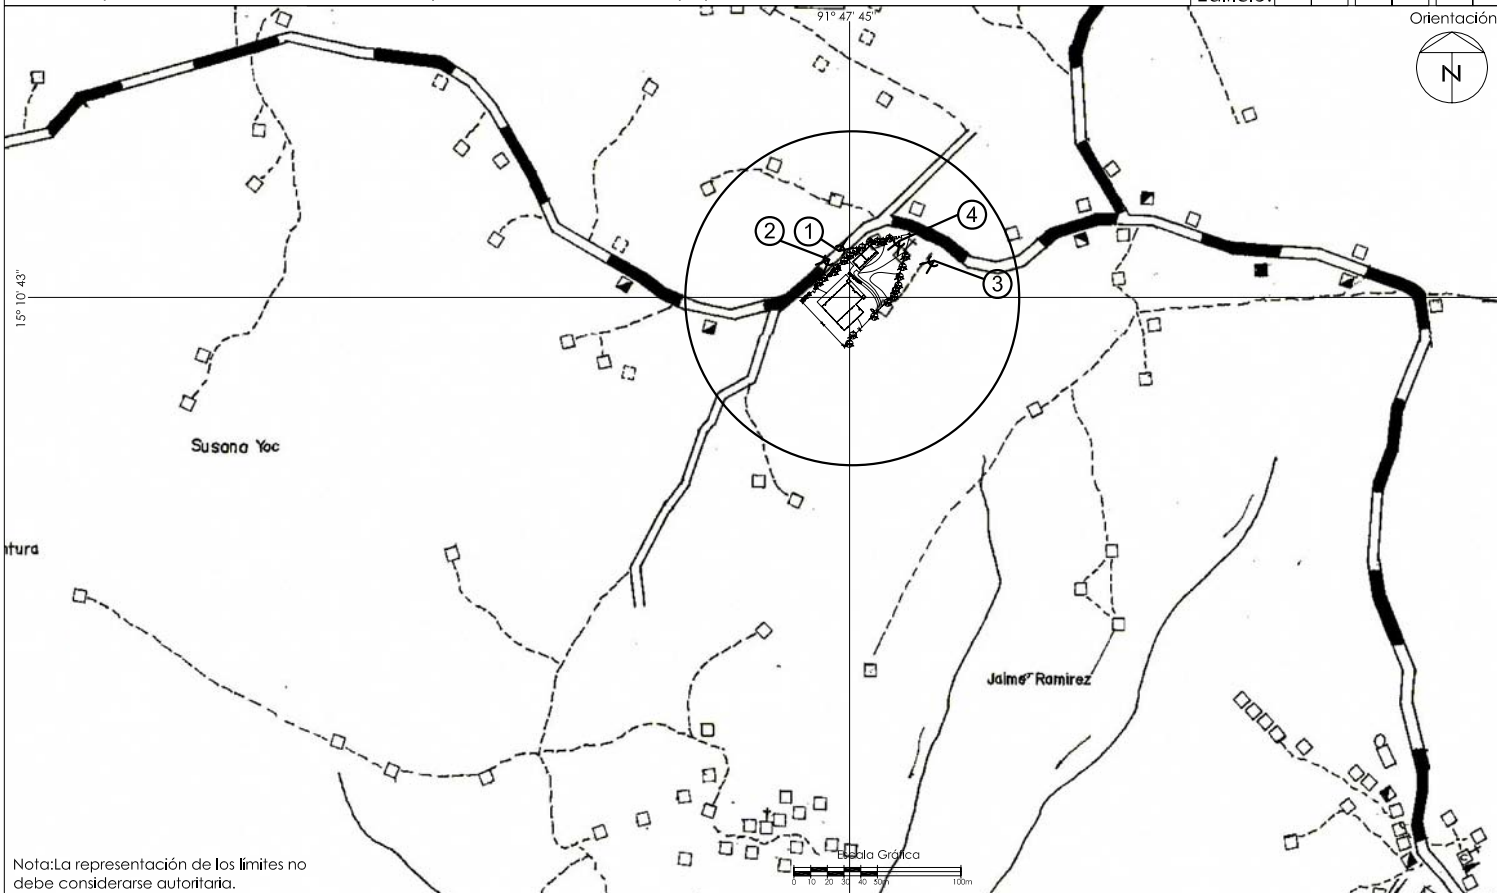 91° 47' 45"
Orientación
N
4
1
2
3
15° 10' 43"
Susana Yoc
ntura
Jaime Ramirez
Nota:La representación de los límites no
debe considerarse autoritaria.
Escala Gráfica
0 10 20 30 40 50m 100m